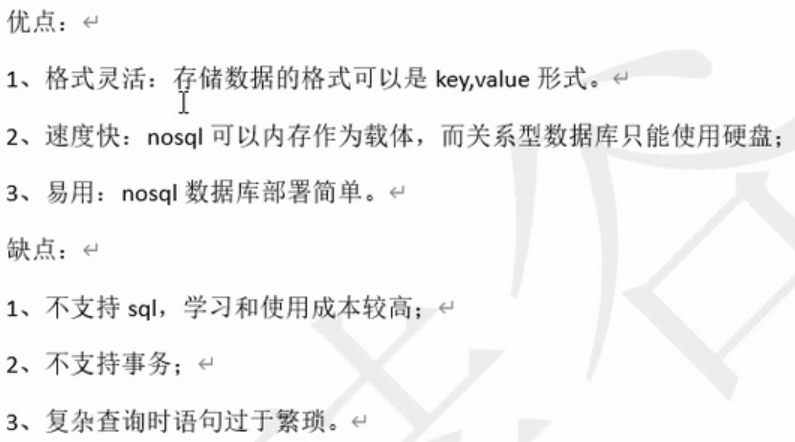 优点：
1、格式灵活：存储数据的格式可以是 key,value 形式。
2、速度快：nosql 可以内存作为载体，而关系型数据库只能使用硬盘；
3、易用：nosql 数据库部署简单。
缺点：
1、不支持 sql，学习和使用成本较高；
2、不支持事务；
3、复杂查询时语句过于繁琐。